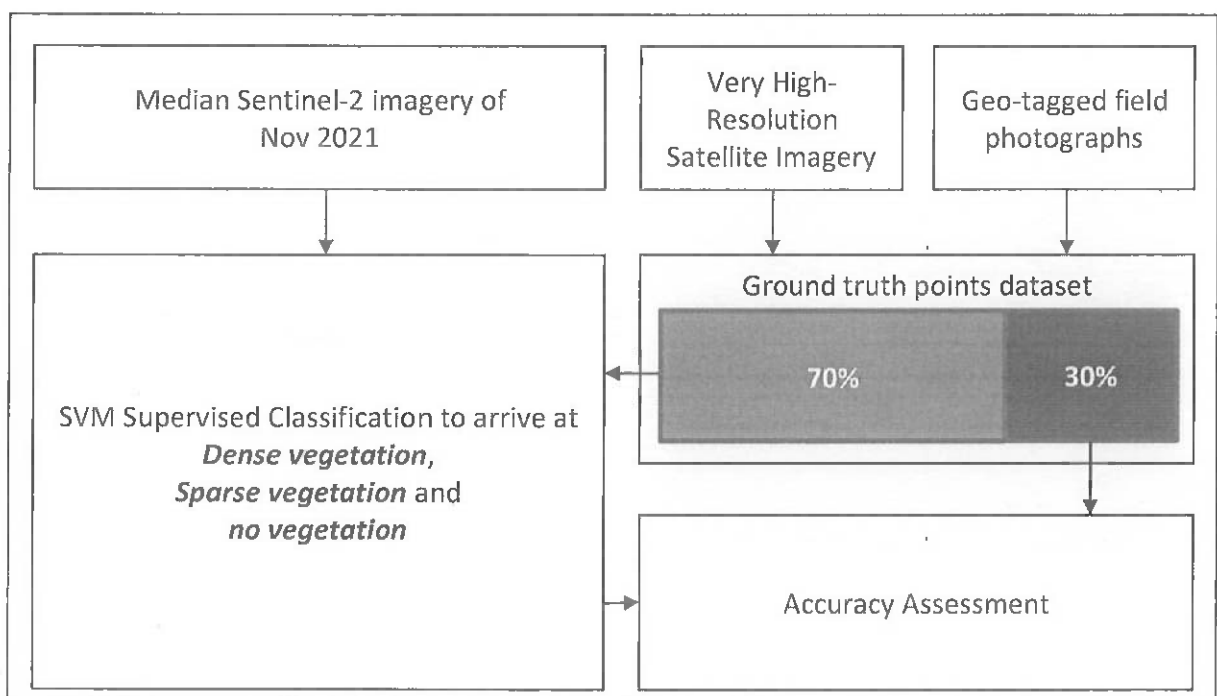 Median Sentinel-2 imagery of
Nov 2021
Very High-
Resolution
Satellite Imagery
Geo-tagged field
photographs
Ground truth points dataset
70%
30%
SVM Supervised Classification to arrive at
Dense vegetation,
Sparse vegetation and
no vegetation
Accuracy Assessment